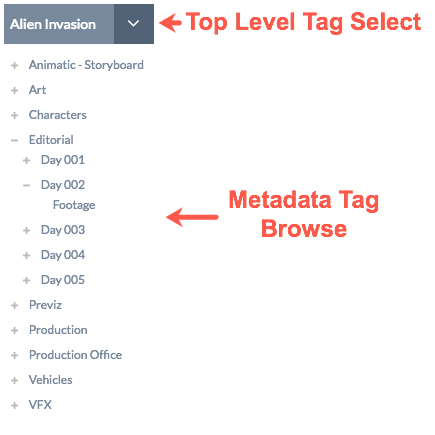 Alien Invasion
Top Level Tag Select
Animatic - Storyboard
Art
Characters
Editorial
Day 001
Day 002
Footage
Metadata Tag
Browse
Day 003
Day 004
Day 005
Previz
Production
Production Office
Vehicles
VFX